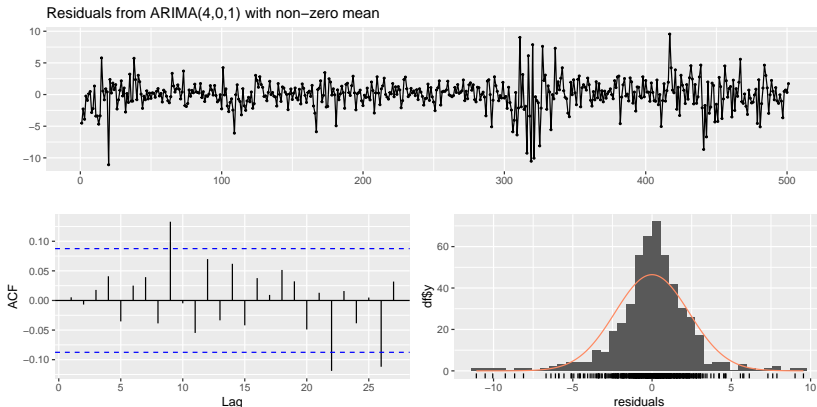 Residuals from ARIMA(4,0,1) with non−zero mean
10
5
0
−5
−10
0 100 200 300 400 500
0.10
0.05
0.00
−0.05
−0.10
ACF
0 5 10 15 20 25
Lag
60
40
20
0
df$y
−10 −5 0 5 10
residuals